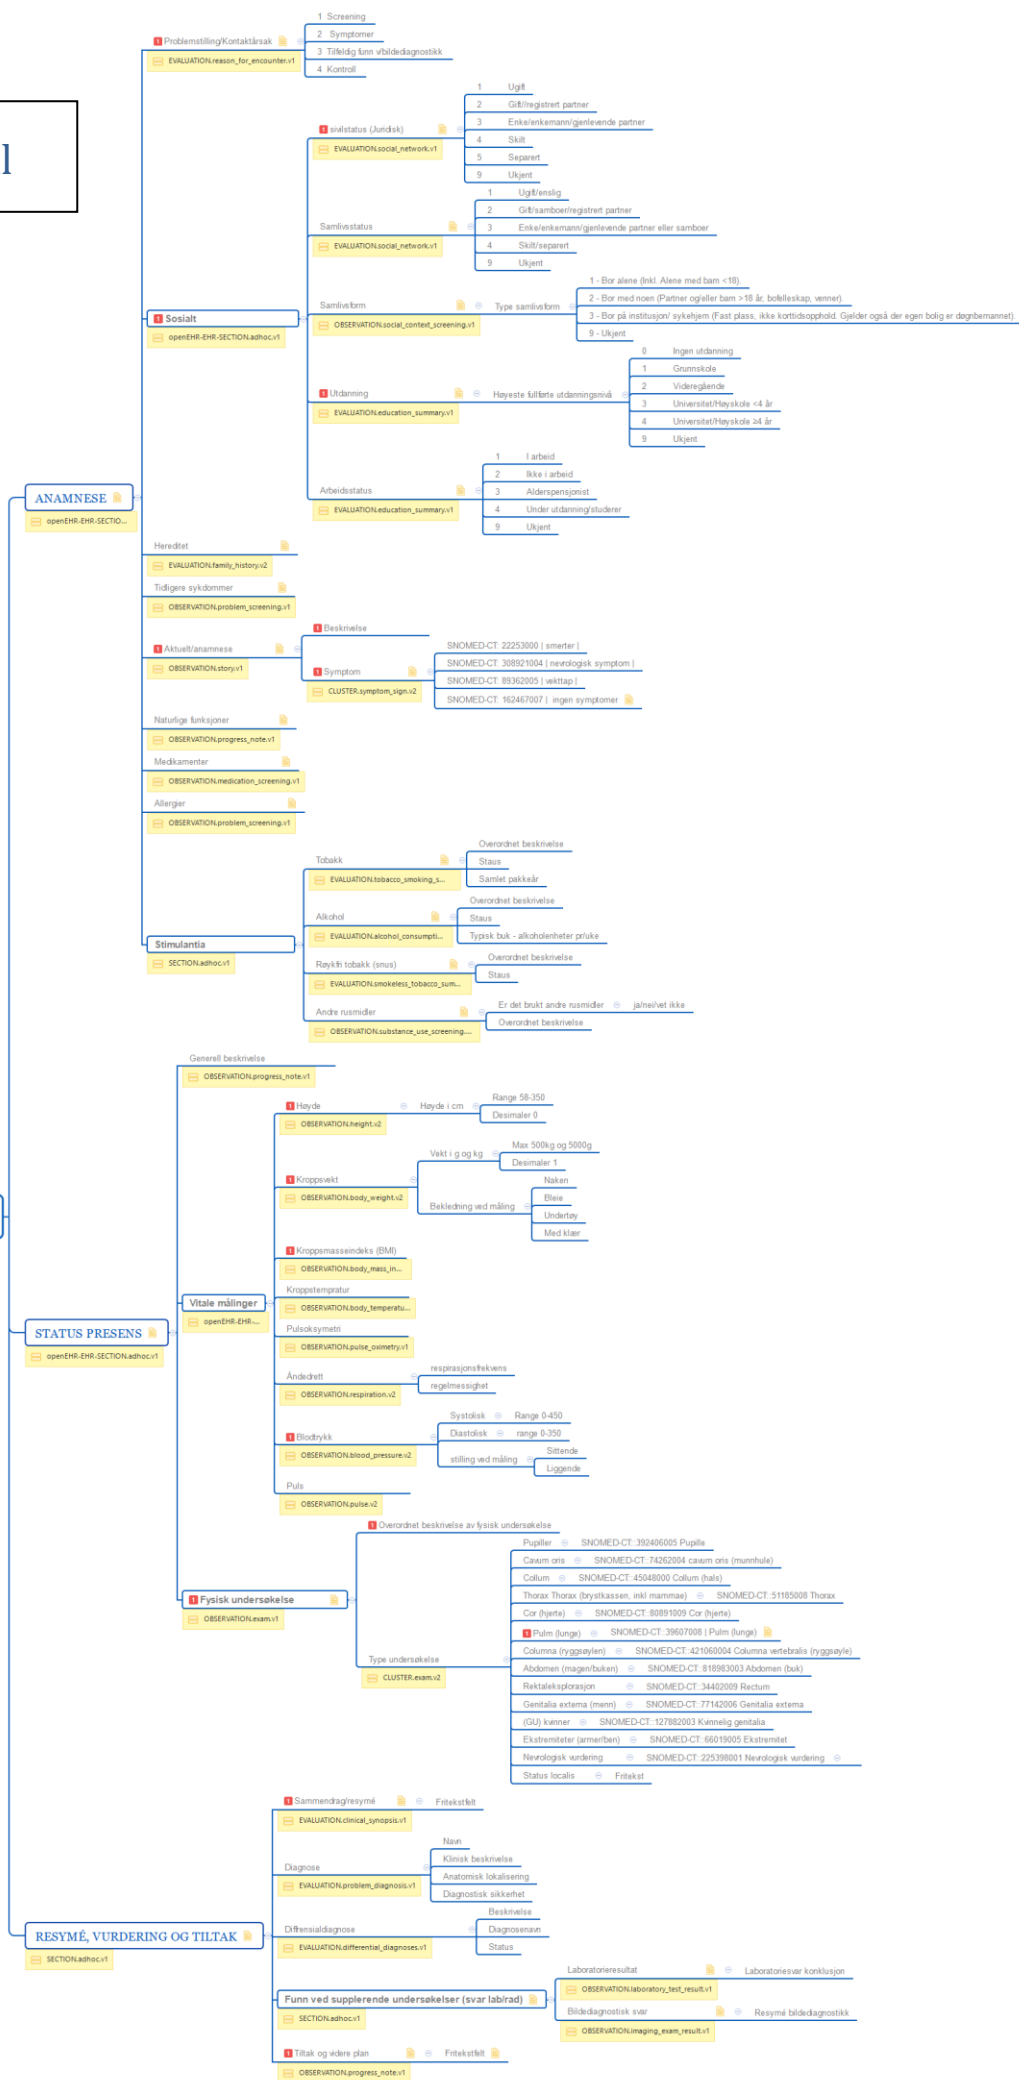 l
1 Screening
2 Symptomer
3 Tilfeldig funn v/bildediagnostikk
4 Kontroll
Problemstilling/Kontaktårsak
EVALUATION.reason_for_encounter.v1
1 Ugift
2 Gift//registrert partner
3 Enke/enkemann/gjenlevende partner
4 Skilt
5 Separert
9 Ukjent
sivilstatus (Juridisk)
EVALUATION.social_network.v1
1 Ugift/enslig
2 Gift/samboer/registrert partner
3 Enke/enkemann/gjenlevende partner eller samboer
4 Skilt/separert
9 Ukjent
Samlivsstatus
EVALUATION.social_network.v1
Samlivsform
OBSERVATION.social_context_screening.v1
Type samlivsform
1 - Bor alene (Inkl. Alene med barn <18).
2 - Bor med noen (Partner og/eller barn >18 år, bofelleskap, venner).
3 - Bor på institusjon/ sykehjem (Fast plass, ikke korttidsopphold. Gjelder også der egen bolig er døgnbemannet).
9 - Ukjent
Sosialt
openEHR-EHR-SECTION.adhoc.v1
Utdanning
EVALUATION.education_summary.v1
Høyeste fullførte utdanningsnivå
0 Ingen utdanning
1 Grunnskole
2 Videregående
3 Universitet/Høyskole <4 år
4 Universitet/Høyskole ≥4 år
9 Ukjent
Arbeidsstatus
EVALUATION.education_summary.v1
1 I arbeid
2 Ikke i arbeid
3 Alderspensjonist
4 Under utdanning/studerer
9 Ukjent
ANAMNESE
openEHR-EHR-SECTIO...
Hereditet
EVALUATION.family_history.v2
Tidligere sykdommer
OBSERVATION.problem_screening.v1
Aktuelt/anamnese
OBSERVATION.story.v1
Beskrivelse
Symptom
CLUSTER.symptom_sign.v2
SNOMED-CT: 22253000 | smerter |
SNOMED-CT: 308921004 | nevrologisk symptom |
SNOMED-CT: 89362005 | vekttap |
SNOMED-CT: 162467007 | ingen symptomer
Naturlige funksjoner
OBSERVATION.progress_note.v1
Medikamenter
OBSERVATION.medication_screening.v1
Allergier
OBSERVATION.problem_screening.v1
Stimulantia
SECTION.adhoc.v1
Tobakk
EVALUATION.tobacco_smoking_s...
Overordnet beskrivelse
Staus
Samlet pakkeår
Alkohol
EVALUATION.alcohol_consumpti...
Overordnet beskrivelse
Staus
Typisk buk - alkoholenheter pr/uke
Røykfri tobakk (snus)
EVALUATION.smokeless_tobacco_sum...
Overordnet beskrivelse
Staus
Andre rusmidler
OBSERVATION.substance_use_screening....
Er det brukt andre rusmidler ja/nei/vet ikke
Overordnet beskrivelse
STATUS PRESENS
openEHR-EHR-SECTION.adhoc.v1
Generell beskrivelse
OBSERVATION.progress_note.v1
Vitale målinger
openEHR-EHR-...
Høyde
OBSERVATION.height.v2
Høyde i cm
Range 58-350
Desimaler 0
Kroppsvekt
OBSERVATION.body_weight.v2
Vekt i g og kg
Max 500kg og 5000g
Desimaler 1
Bekledning ved måling
Naken
Bleie
Undertøy
Med klær
Kroppsmasseindeks (BMI)
OBSERVATION.body_mass_in...
Kroppstempratur
OBSERVATION.body_temperatu...
Pulsoksymetri
OBSERVATION.pulse_oximetry.v1
Åndedrett
OBSERVATION.respiration.v2
respirasjonsfrekvens
regelmessighet
Blodtrykk
OBSERVATION.blood_pressure.v2
Systolisk Range 0-450
Diastolisk range 0-350
stilling ved måling
Sittende
Liggende
Puls
OBSERVATION.pulse.v2
Fysisk undersøkelse
OBSERVATION.exam.v1
Overordnet beskrivelse av fysisk undersøkelse
Type undersøkelse
CLUSTER.exam.v2
Pupiller SNOMED-CT::392406005 Pupille
Cavum oris SNOMED-CT::74262004 cavum oris (munnhule)
Collum SNOMED-CT::45048000 Collum (hals)
Thorax Thorax (brystkassen, inkl mammae) SNOMED-CT::51185008 Thorax
Cor (hjerte) SNOMED-CT::80891009 Cor (hjerte)
Pulm (lunge) SNOMED-CT::39607008 | Pulm (lunge)
Columna (ryggsøylen) SNOMED-CT::421060004 Columna vertebralis (ryggsøyle)
Abdomen (magen/buken) SNOMED-CT::818983003 Abdomen (buk)
Rektaleksplorasjon SNOMED-CT::34402009 Rectum
Genitalia externa (menn) SNOMED-CT::77142006 Genitalia externa
(GU) kvinner SNOMED-CT::127882003 Kvinnelig genitalia
Ekstremiteter (armer/ben) SNOMED-CT::66019005 Ekstremitet
Nevrologisk vurdering SNOMED-CT::225398001 Nevrologisk vurdering
Status localis Fritekst
RESYMÉ, VURDERING OG TILTAK
SECTION.adhoc.v1
Sammendrag/resymé Fritekstfelt
EVALUATION.clinical_synopsis.v1
Diagnose
EVALUATION.problem_diagnosis.v1
Navn
Klinisk beskrivelse
Anatomisk lokalisering
Diagnostisk sikkerhet
Diffrensialdiagnose
EVALUATION.differential_diagnoses.v1
Beskrivelse
Diagnosenavn
Status
Funn ved supplerende undersøkelser (svar lab/rad)
SECTION.adhoc.v1
Laboratorieresultat Laboratoriesvar konklusjon
OBSERVATION.laboratory_test_result.v1
Bildediagnostisk svar Resymé bildediagnostikk
OBSERVATION.imaging_exam_result.v1
Tiltak og videre plan Fritekstfelt
OBSERVATION.progress_note.v1